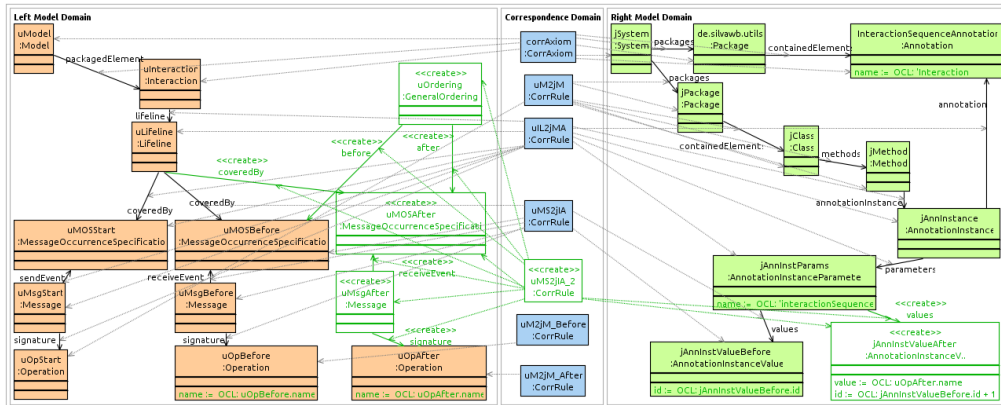 Left Model Domain
Correspondence Domain
Right Model Domain
uModel
:Model
packagedElement
uInteraction
:Interaction
lifeline
uLifeline
:Lifeline
<<create>>
uOrdering
:GeneralOrdering
<<create>>
before
<<create>>
after
<<create>>
coveredBy
coveredBy
coveredBy
uMOSStart
:MessageOccurrenceSpecificatio
uMOSBefore
:MessageOccurrenceSpecificatio
<<create>>
uMOSAfter
:MessageOccurrenceSpecificatio
sendEvent
receiveEvent
<<create>>
receiveEvent
uMsgStart
:Message
uMsgBefore
:Message
uMsgAfter
:Message
signature
signature
<<create>>
signature
uOpStart
:Operation
uOpBefore
:Operation
name := OCL: uOpBefore.name
uOpAfter
:Operation
name := OCL: uOpAfter.name
corrAxiom
:CorrAxiom
uM2jM
:CorrRule
uIL2jMA
:CorrRule
uMS2jIA
:CorrRule
<<create>>
uMS2jIA_2
:CorrRule
uM2jM_Before
:CorrRule
uM2jM_After
:CorrRule
jSystem
:System
packages
de.silvawb.utils
:Package
containedElement:
InteractionSequenceAnnotation
:Annotation
name := OCL: 'Interaction
packages
jPackage
:Package
annotation
containedElement:
jClass
:Class
methods
jMethod
:Method
annotationInstance
jAnnInstance
:AnnotationInstance
parameters
jAnnInstParams
:AnnotationInstanceParamete
name := OCL: 'InteractionSequence
values
<<create>>
values
jAnnInstValueBefore
:AnnotationInstanceValue
id := OCL: jAnnInstValueBefore.id
<<create>>
jAnnInstValueAfter
:AnnotationInstanceV..
value := OCL: uOpAfter.name
id := OCL: jAnnInstValueBefore.id + 1